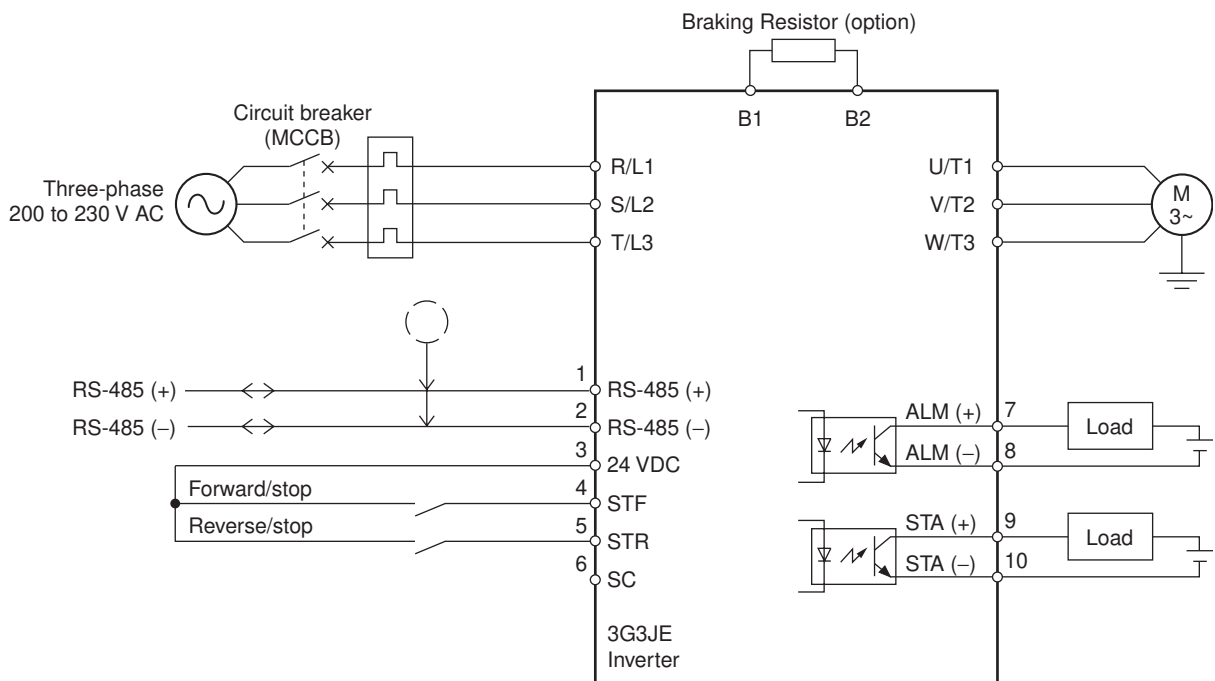 Braking Resistor (option)
B1
B2
Circuit breaker
(MCCB)
Three-phase
200 to 230 V AC
R/L1
S/L2
T/L3
U/T1
V/T2
W/T3
M
3~
RS-485 (+)
1
RS-485 (+)
RS-485 (–)
2
RS-485 (–)
3
24 VDC
Forward/stop
4
STF
Reverse/stop
5
STR
6
SC
ALM (+)
7
Load
ALM (–)
8
STA (+)
9
Load
STA (–)
10
3G3JE
Inverter